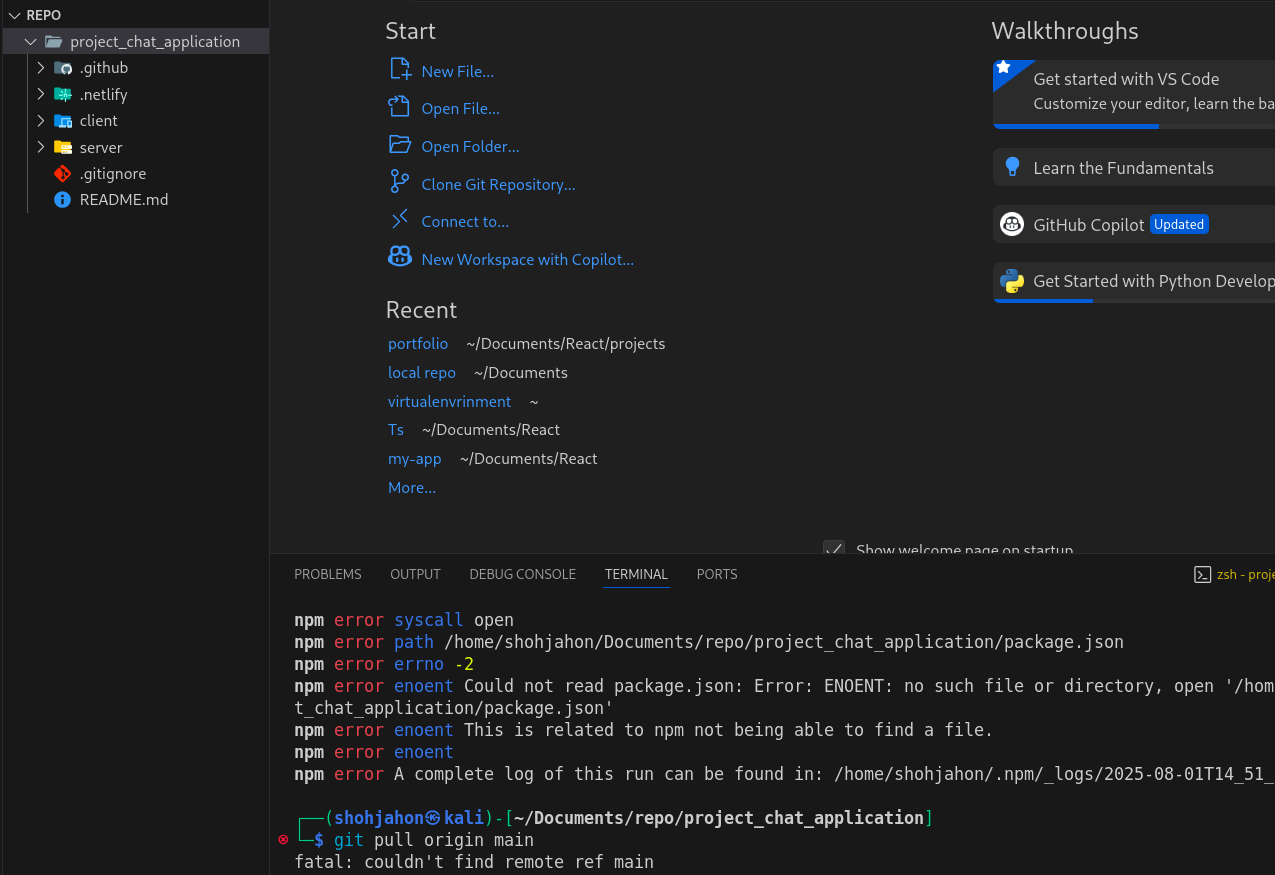 REPO
project_chat_application
.github
.netlify
client
server
.gitignore
README.md
Start
New File...
Open File...
Open Folder...
Clone Git Repository...
Connect to...
New Workspace with Copilot...
Recent
portfolio ~/Documents/React/projects
local repo ~/Documents
virtualenvrinment ~
Ts ~/Documents/React
my-app ~/Documents/React
More...
Walkthroughs
Get started with VS Code
Customize your editor, learn the ba
Learn the Fundamentals
GitHub Copilot Updated
Get Started with Python Develop
Show welcome page on startup
PROBLEMS OUTPUT DEBUG CONSOLE TERMINAL PORTS
zsh - proje
npm error syscall open
npm error path /home/shohjahon/Documents/repo/project_chat_application/package.json
npm error errno -2
npm error enoent Could not read package.json: Error: ENOENT: no such file or directory, open '/hom
t_chat_application/package.json'
npm error enoent This is related to npm not being able to find a file.
npm error enoent
npm error A complete log of this run can be found in: /home/shohjahon/.npm/_logs/2025-08-01T14_51_
┌──(shohjahon㉿kali)-[~/Documents/repo/project_chat_application]
└─$ git pull origin main
fatal: couldn't find remote ref main